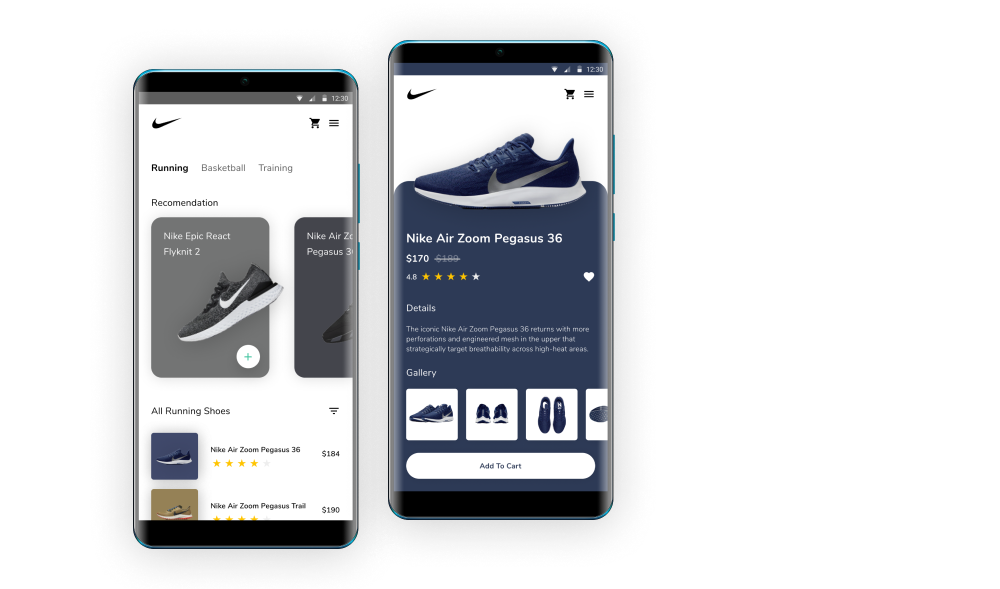 12:30
Running Basketball Training
Recomendation
Nike Epic React
Flyknit 2
Nike Air Zo
Pegasus 3
All Running Shoes
Nike Air Zoom Pegasus 36
$184
Nike Air Zoom Pegasus Trail
$190
12:30
Nike Air Zoom Pegasus 36
$170 $189
4.8
Details
The iconic Nike Air Zoom Pegasus 36 returns with more
perforations and engineered mesh in the upper that
strategically target breathability across high-heat areas.
Gallery
Add To Cart